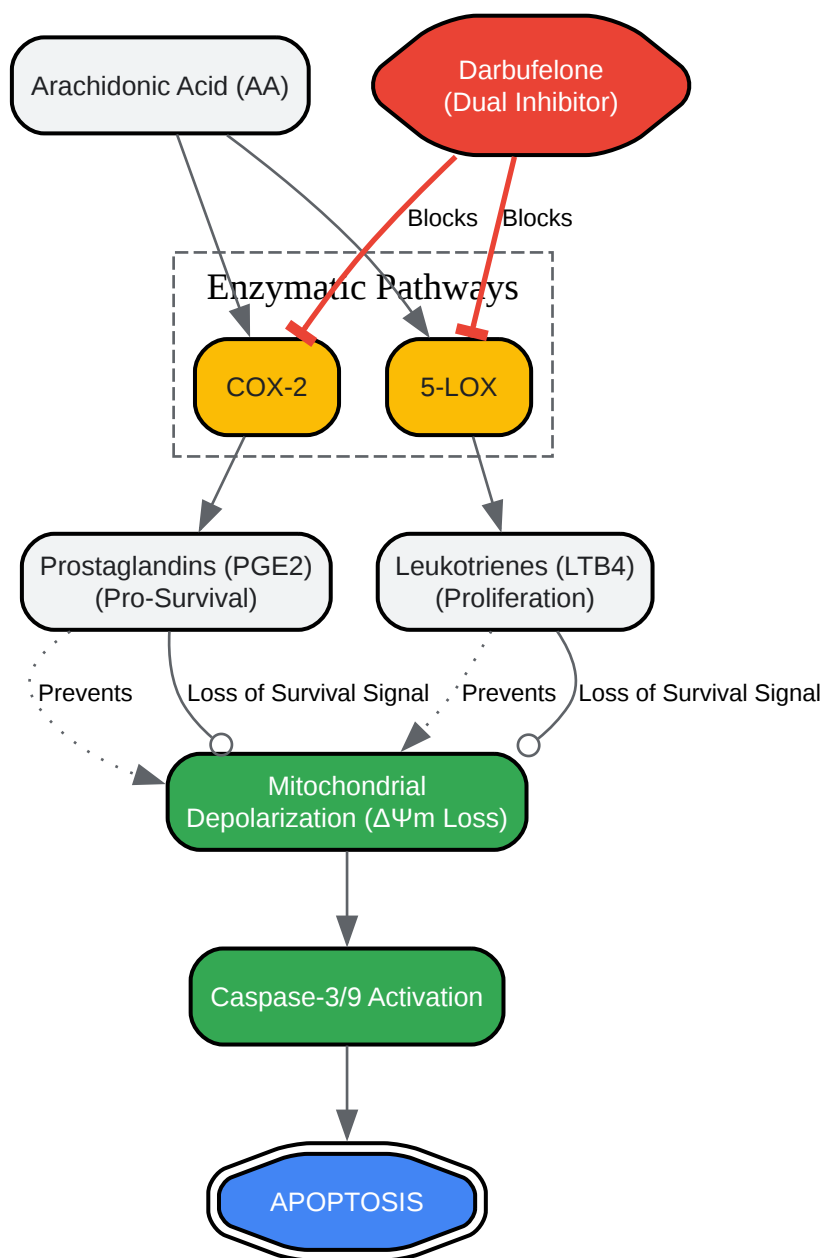 Arachidonic Acid (AA)
Darbufelone
(Dual Inhibitor)
Blocks
Blocks
Enzymatic Pathways
COX-2
5-LOX
Prostaglandins (PGE2)
(Pro-Survival)
Leukotrienes (LTB4)
(Proliferation)
Prevents
Loss of Survival Signal
Prevents
Loss of Survival Signal
Mitochondrial
Depolarization (ΔΨm Loss)
Caspase-3/9 Activation
APOPTOSIS